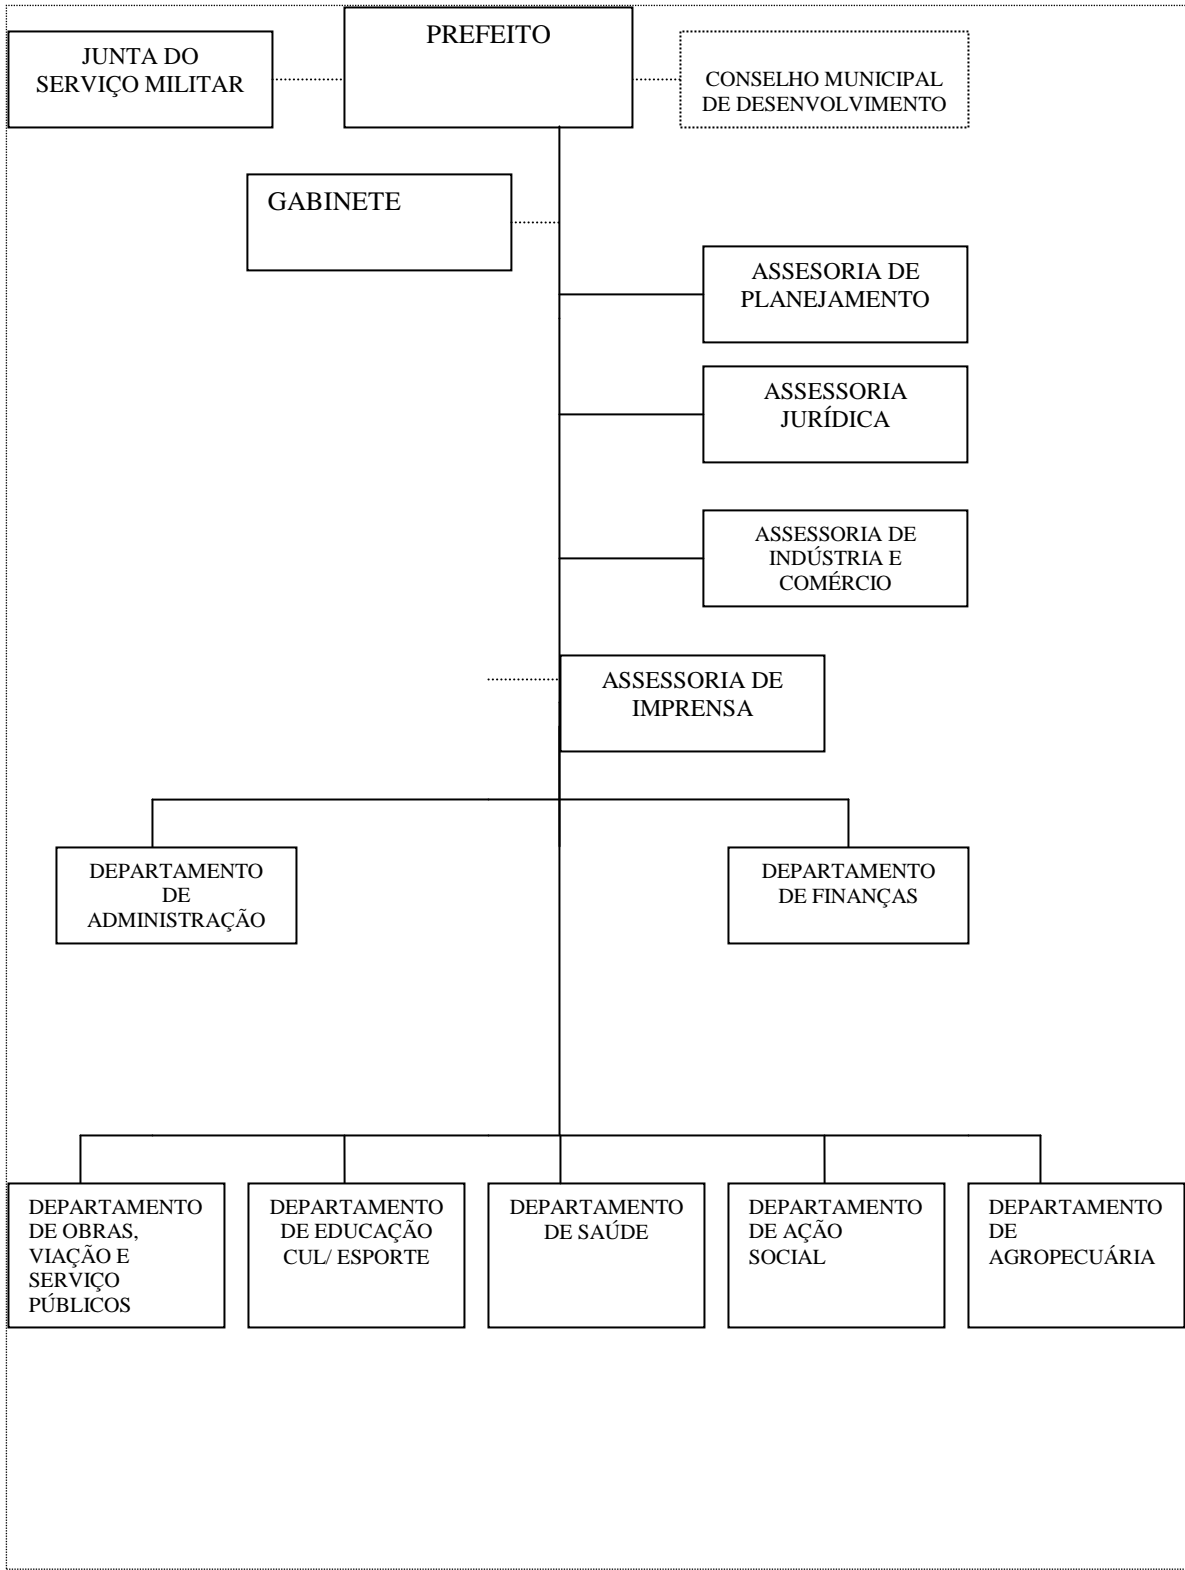 PREFEITO
JUNTA DO
SERVIÇO MILITAR
CONSELHO MUNICIPAL
DE DESENVOLVIMENTO
GABINETE
ASSESORIA DE
PLANEJAMENTO
ASSESSORIA
JURÍDICA
ASSESSORIA DE
INDÚSTRIA E
COMÉRCIO
ASSESSORIA DE
IMPRENSA
DEPARTAMENTO
DE
ADMINISTRAÇÃO
DEPARTAMENTO
DE FINANÇAS
DEPARTAMENTO
DE OBRAS,
VIAÇÃO E
SERVIÇO
PÚBLICOS
DEPARTAMENTO
DE EDUCAÇÃO
CUL/ ESPORTE
DEPARTAMENTO
DE SAÚDE
DEPARTAMENTO
DE AÇÃO
SOCIAL
DEPARTAMENTO
DE
AGROPECUÁRIA